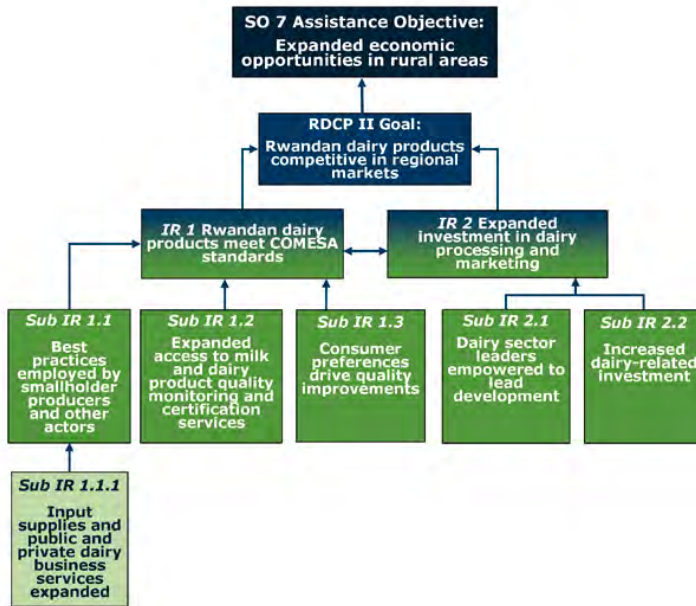 SO 7 Assistance Objective:
Expanded economic
opportunities in rural areas
RDCP II Goal:
Rwandan dairy products
competitive in regional
markets
IR 1 Rwandan dairy
products meet COMESA
standards
IR 2 Expanded
investment in dairy
processing and
marketing
Sub IR 1.1
Best
practices
employed by
smallholder
producers
and other
actors
Sub IR 1.2
Expanded
access to milk
and dairy
product quality
monitoring and
certification
services
Sub IR 1.3
Consumer
preferences
drive quality
improvements
Sub IR 2.1
Dairy sector
leaders
empowered to
lead
development
Sub IR 2.2
Increased
dairy-related
investment
Sub IR 1.1.1
Input
supplies and
public and
private dairy
business
services
expanded